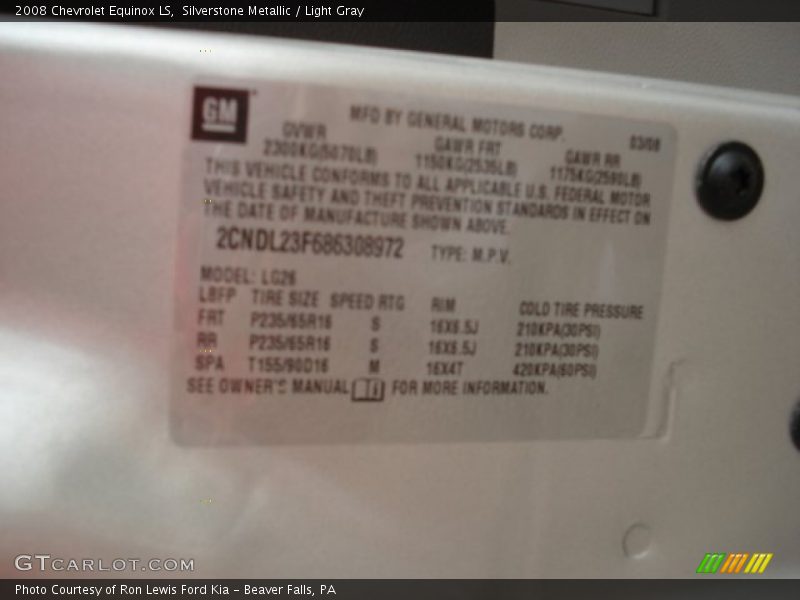 2008 Chevrolet Equinox LS,  Silverstone Metallic / Light Gray
GM
MFD BY GENERAL MOTORS CORP.
03/08
GVWR GAWR FRT GAWR RR
2300KG(5070LB) 1150KG(2535LB) 1175KG(2590LB)
THIS VEHICLE CONFORMS TO ALL APPLICABLE U.S. FEDERAL MOTOR
VEHICLE SAFETY AND THEFT PREVENTION STANDARDS IN EFFECT ON
THE DATE OF MANUFACTURE SHOWN ABOVE.
2CNDL23F686308972 TYPE: M.P.V.
MODEL: LG26
TIRE SIZE SPEED RTG RIM COLD TIRE PRESSURE
FRT P235/65R16 S 16X6.5J 210KPA(30PSI)
RR P235/65R16 S 16X6.5J 210KPA(30PSI)
SPA T155/90D16 M 16X4T 420KPA(60PSI)
SEE OWNER'S MANUAL FOR MORE INFORMATION.
GTCARLOT.COM
Photo Courtesy of Ron Lewis Ford Kia – Beaver Falls, PA